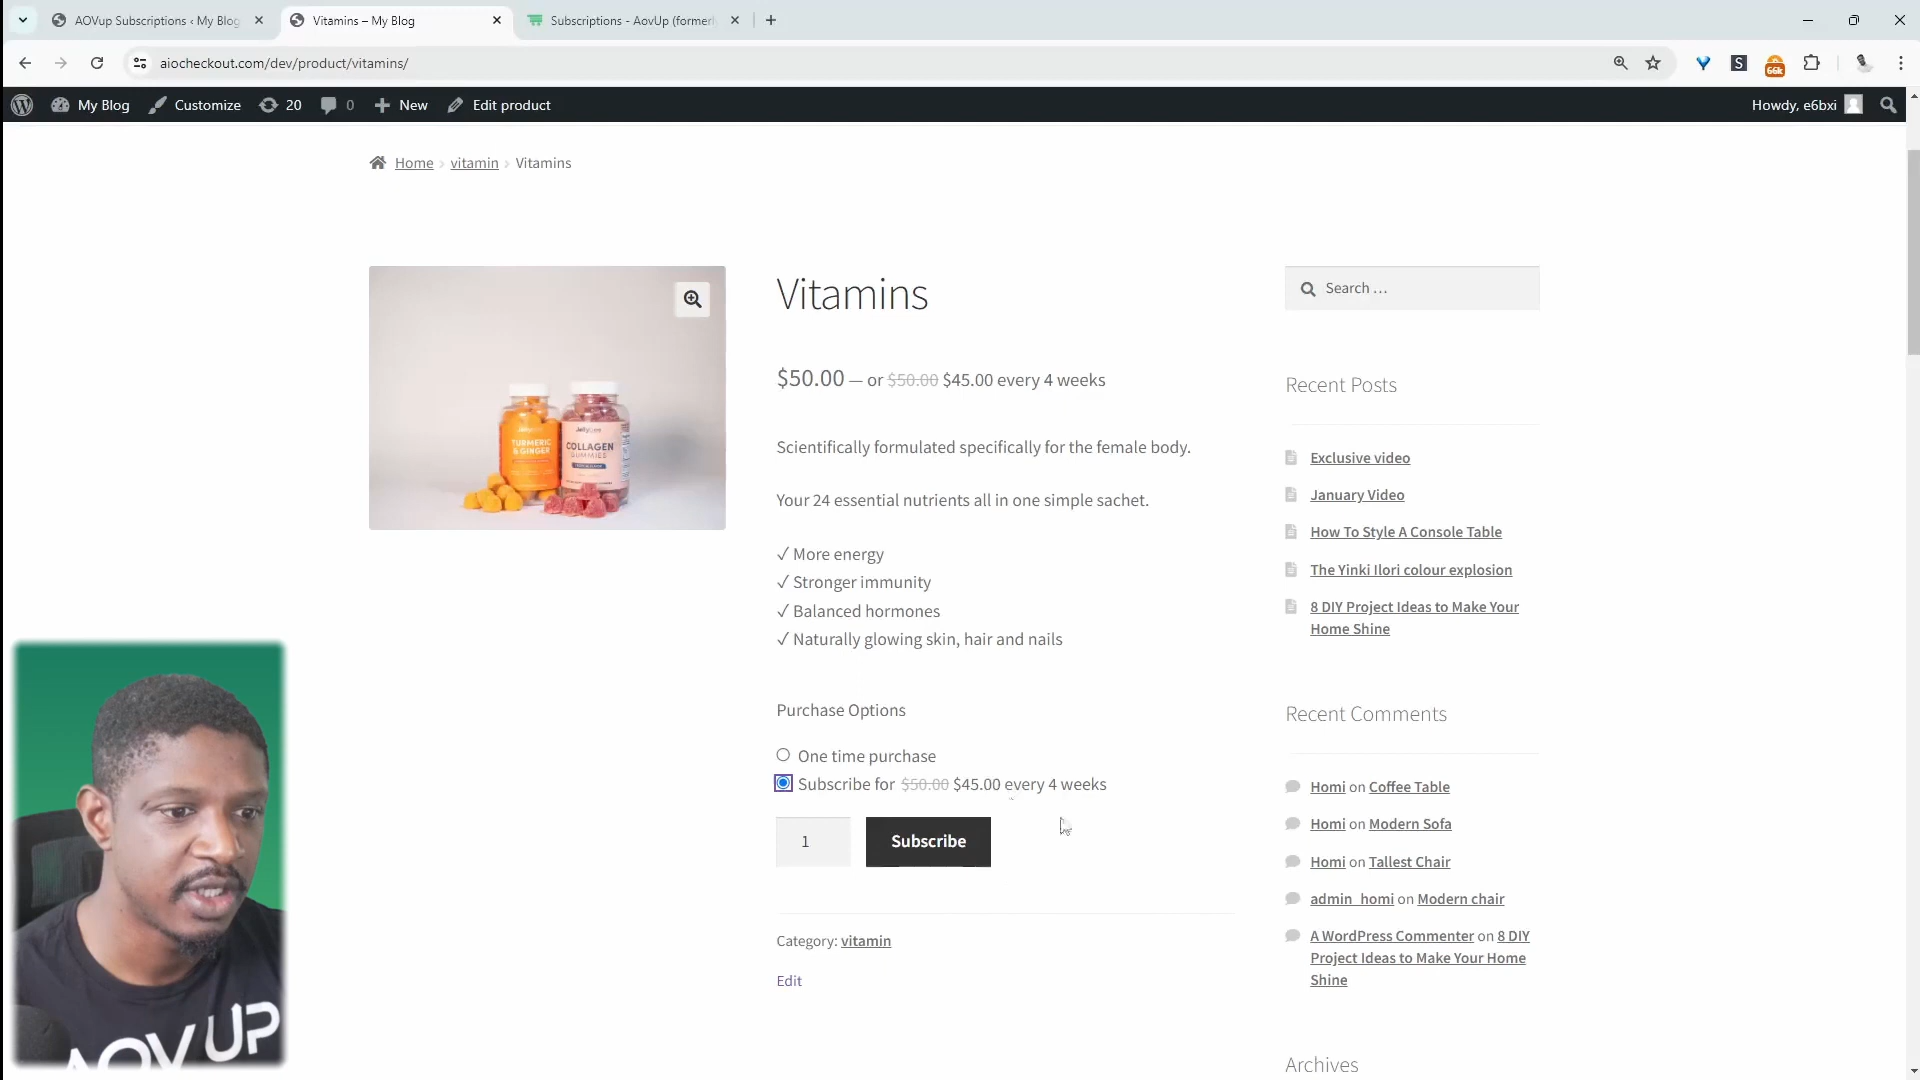 AOVup Subscriptions ‹ My Blog
Vitamins – My Blog
Subscriptions - AovUp (formerl
aiocheckout.com/dev/product/vitamins/
S
66k
My Blog
Customize
20
0
New
Edit product
Howdy, e6bxi
Home › vitamin › Vitamins
Vitamins
$50.00 — or $50.00 $45.00 every 4 weeks
Scientifically formulated specifically for the female body.
Your 24 essential nutrients all in one simple sachet.
✓ More energy
✓ Stronger immunity
✓ Balanced hormones
✓ Naturally glowing skin, hair and nails
Purchase Options
One time purchase
Subscribe for $50.00 $45.00 every 4 weeks
1
Subscribe
Category: vitamin
Edit
TURMERIC
& GINGER
COLLAGEN
GUMMIES
Search …
Recent Posts
Exclusive video
January Video
How To Style A Console Table
The Yinki Ilori colour explosion
8 DIY Project Ideas to Make Your
Home Shine
Recent Comments
Homi on Coffee Table
Homi on Modern Sofa
Homi on Tallest Chair
admin_homi on Modern chair
A WordPress Commenter on 8 DIY
Project Ideas to Make Your Home
Shine
Archives
AOVUP